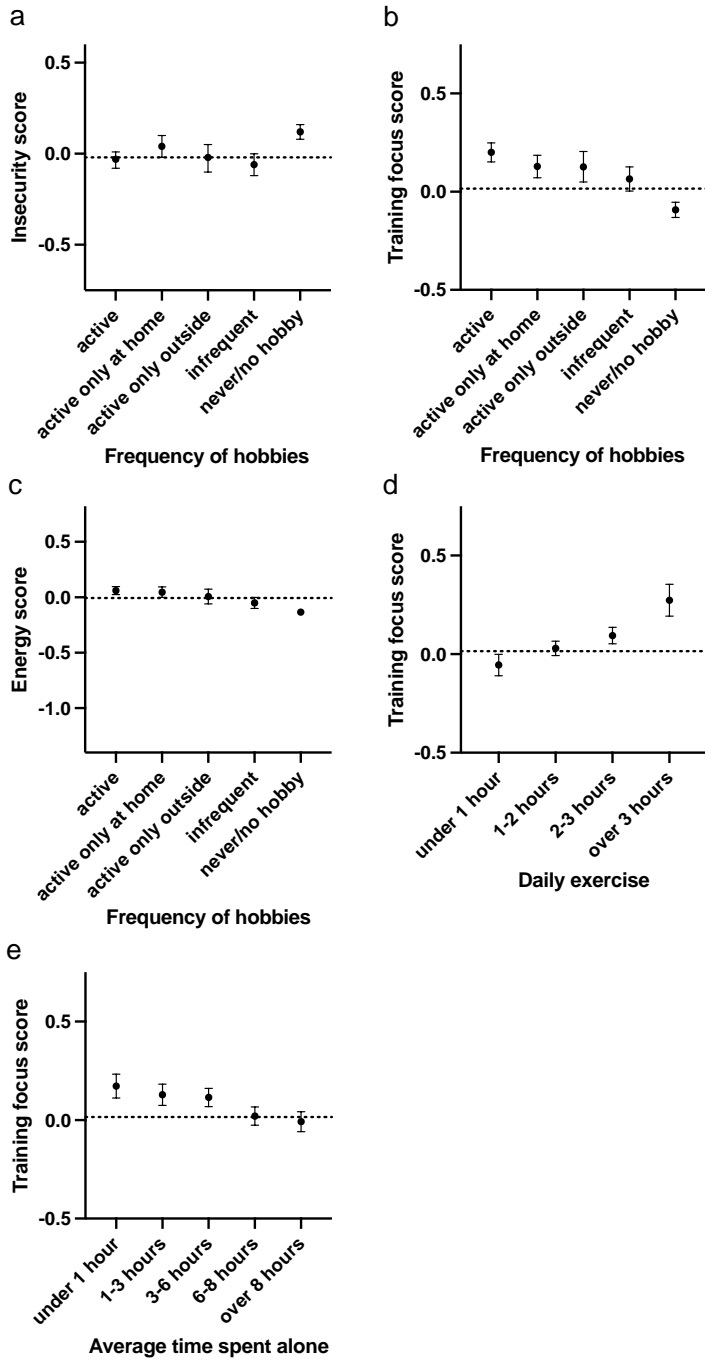 a
Insecurity score
0.5
0.0
-0.5
active
active only at home
active only outside
infrequent
never/no hobby
Frequency of hobbies
b
Training focus score
0.5
0.0
-0.5
active
active only at home
active only outside
infrequent
never/no hobby
Frequency of hobbies
c
Energy score
0.5
0.0
-0.5
-1.0
active
active only at home
active only outside
infrequent
never/no hobby
Frequency of hobbies
d
Training focus score
0.5
0.0
-0.5
under 1 hour
1-2 hours
2-3 hours
over 3 hours
Daily exercise
e
Training focus score
0.5
0.0
-0.5
under 1 hour
1-3 hours
3-6 hours
6-8 hours
over 8 hours
Average time spent alone